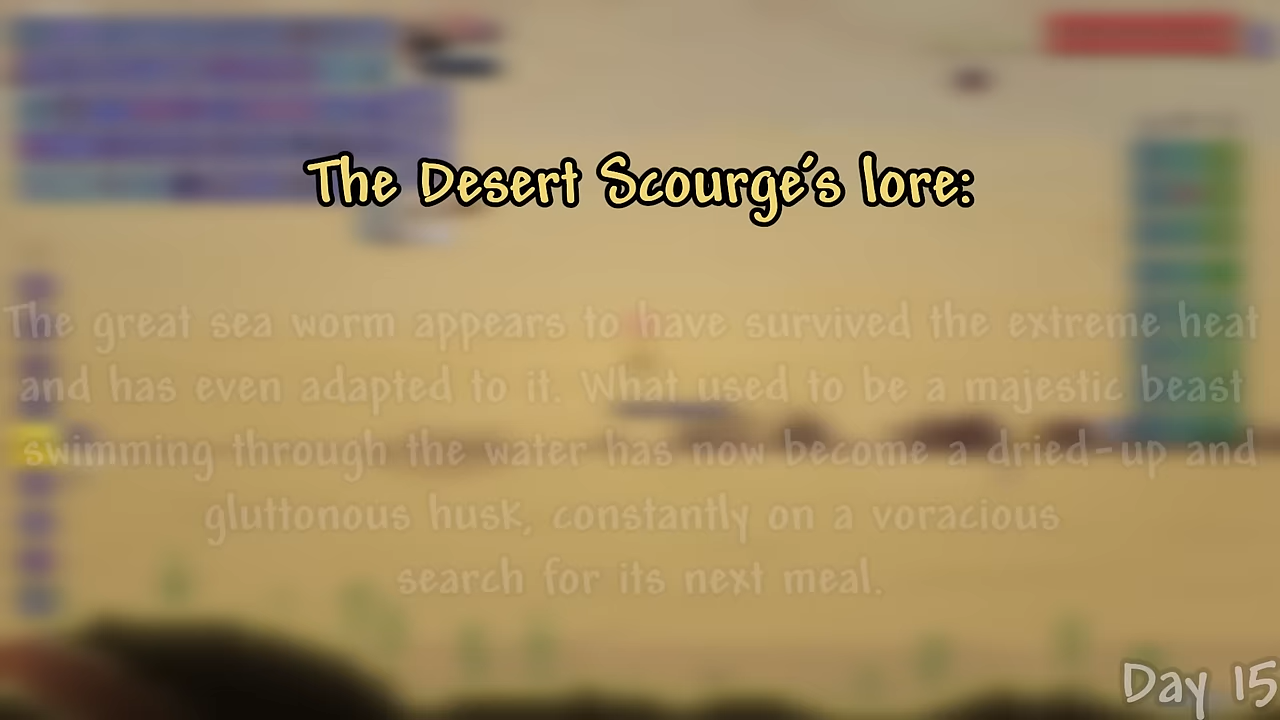 The Desert Scourge's lore:
The great sea worm appears to have survived the extreme heat
and has even adapted to it. What used to be a majestic beast
swimming through the water has now become a dried-up and
gluttonous husk, constantly on a voracious
search for its next meal.
Day 15